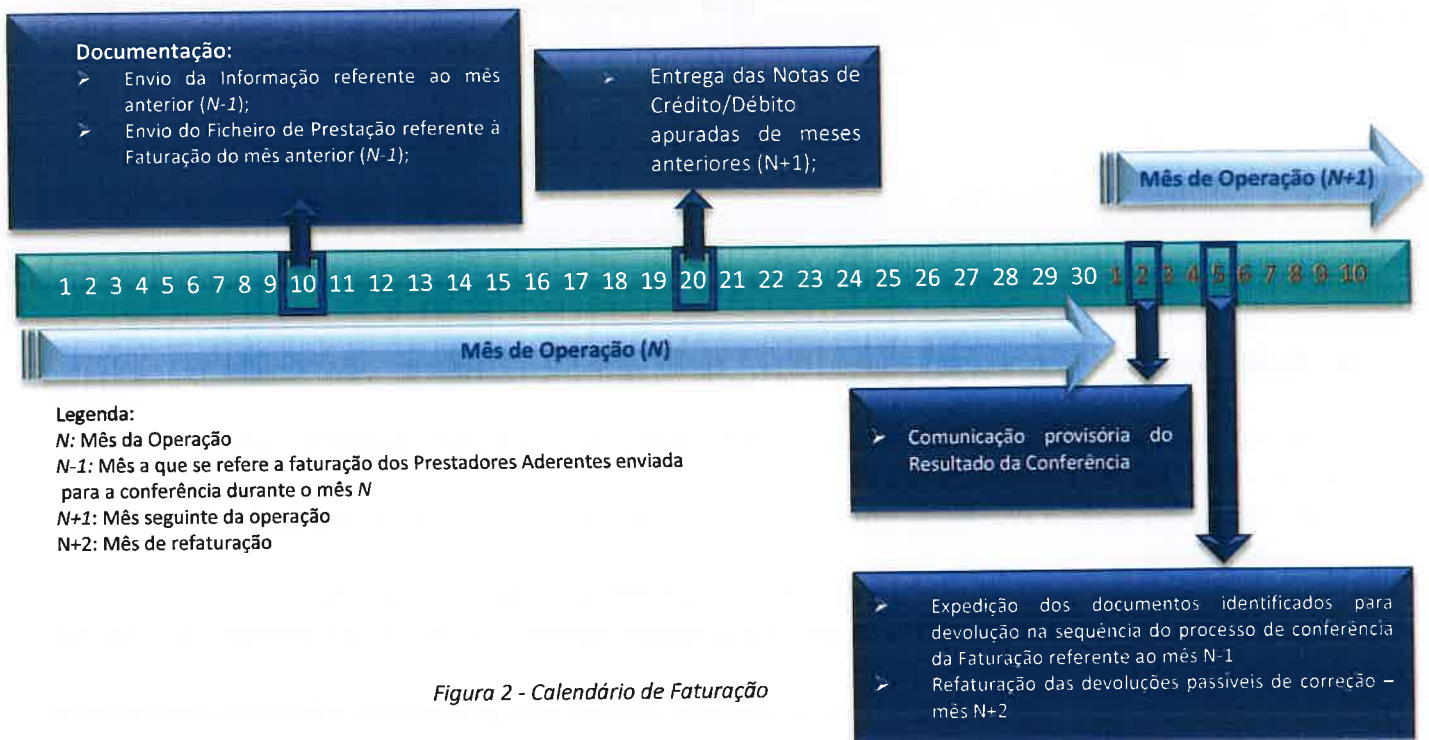 Documentação:
➢ Envio da Informação referente ao mês
anterior (N-1);
➢ Envio do Ficheiro de Prestação referente à
Faturação do mês anterior (N-1);
➢ Entrega das Notas de
Crédito/Débito
apuradas de meses
anteriores (N+1);
Mês de Operação (N+1)
1 2 3 4 5 6 7 8 9 10 11 12 13 14 15 16 17 18 19 20 21 22 23 24 25 26 27 28 29 30 1 2 3 4 5 6 7 8 9 10
Mês de Operação (N)
Legenda:
N: Mês da Operação
N-1: Mês a que se refere a faturação dos Prestadores Aderentes enviada
para a conferência durante o mês N
N+1: Mês seguinte da operação
N+2: Mês de refaturação
➢ Comunicação provisória do
Resultado da Conferência
➢ Expedição dos documentos identificados para
devolução na sequência do processo de conferência
da Faturação referente ao mês N-1
➢ Refaturação das devoluções passíveis de correção –
mês N+2
Figura 2 - Calendário de Faturação